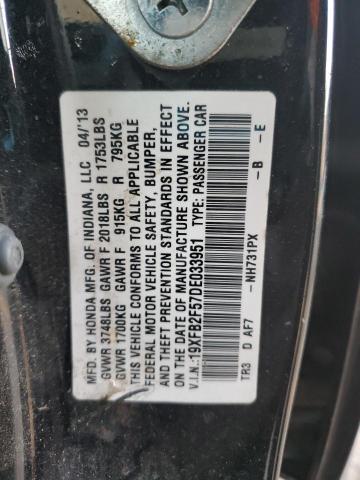 MFD. BY HONDA MFG. OF INDIANA, LLC 04/'13
GVWR 3748LBS GAWR F 2018LBS R 1753LBS
GVWR 1700KG GAWR F 915KG R 795KG
THIS VEHICLE CONFORMS TO ALL APPLICABLE
FEDERAL MOTOR VEHICLE SAFETY, BUMPER,
AND THEFT PREVENTION STANDARDS IN EFFECT
ON THE DATE OF MANUFACTURE SHOWN ABOVE.
V.I.N.:19XFB2F57DE033951 TYPE: PASSENGER CAR
TR3 D AF7 -NH731PX -B -E